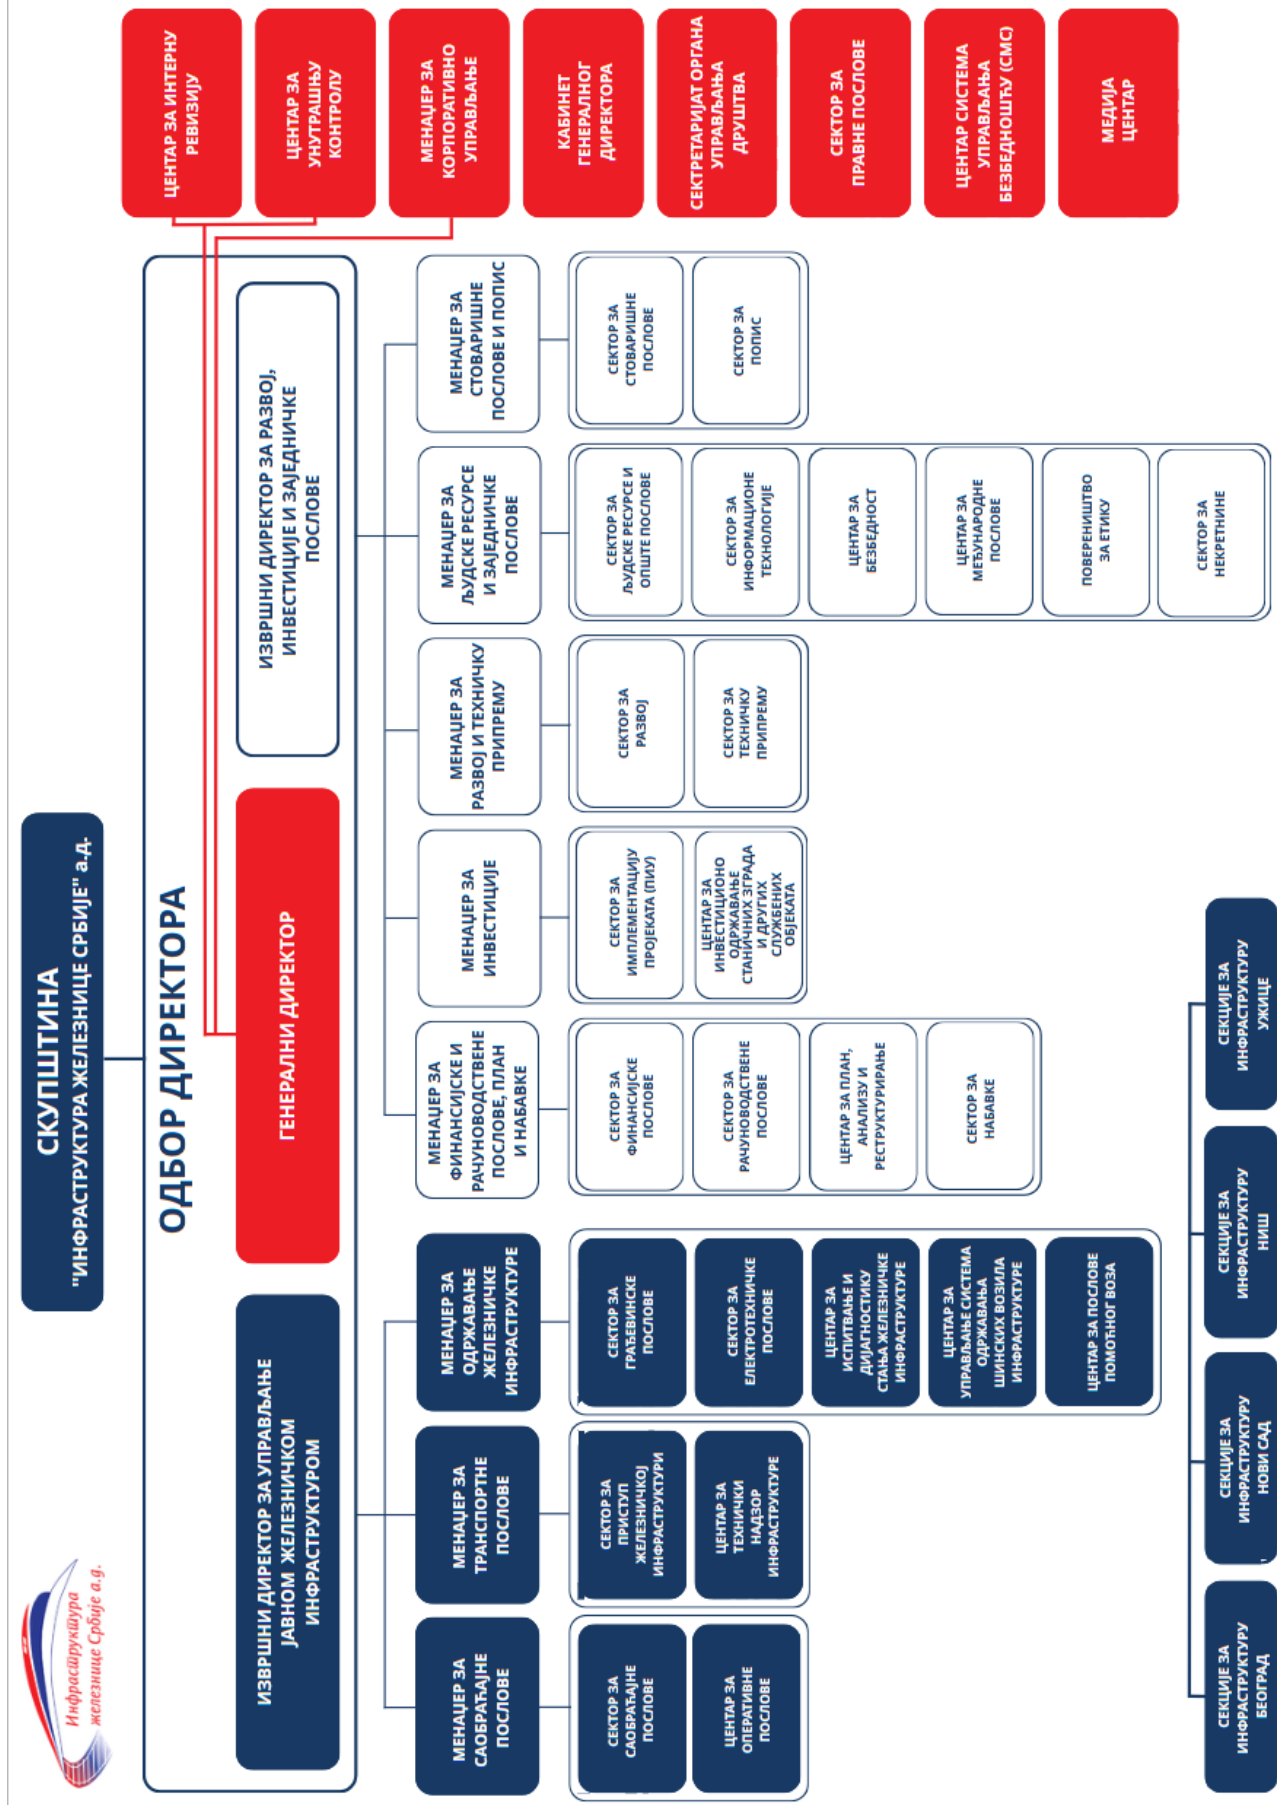 Инфраструктура
железнице Србије а.д.
СКУПШТИНА
"ИНФРАСТРУКТУРА ЖЕЛЕЗНИЦЕ СРБИЈЕ" а.д.
ОДБОР ДИРЕКТОРА
ИЗВРШНИ ДИРЕКТОР ЗА УПРАВЉАЊЕ
ЈАВНОМ ЖЕЛЕЗНИЧКОМ
ИНФРАСТРУКТУРОМ
ГЕНЕРАЛНИ ДИРЕКТОР
ИЗВРШНИ ДИРЕКТОР ЗА РАЗВОЈ,
ИНВЕСТИЦИЈЕ И ЗАЈЕДНИЧКЕ
ПОСЛОВЕ
ЦЕНТАР ЗА ИНТЕРНУ
РЕВИЗИЈУ
ЦЕНТАР ЗА
УНУТРАШЊУ
КОНТРОЛУ
МЕНАЏЕР ЗА
КОРПОРАТИВНО
УПРАВЉАЊЕ
КАБИНЕТ
ГЕНЕРАЛНОГ
ДИРЕКТОРА
СЕКТРЕТАРИЈАТ ОРГАНА
УПРАВЉАЊА
ДРУШТВА
СЕКТОР ЗА
ПРАВНЕ ПОСЛОВЕ
ЦЕНТАР СИСТЕМА
УПРАВЉАЊА
БЕЗБЕДНОШЋУ (СМС)
МЕДИЈА
ЦЕНТАР
МЕНАЏЕР ЗА
САОБРАЋАЈНЕ
ПОСЛОВЕ
СЕКТОР ЗА
САОБРАЋАЈНЕ
ПОСЛОВЕ
ЦЕНТАР ЗА
ОПЕРАТИВНЕ
ПОСЛОВЕ
МЕНАЏЕР ЗА
ТРАНСПОРТНЕ
ПОСЛОВЕ
СЕКТОР ЗА
ПРИСТУП
ЖЕЛЕЗНИЧКОЈ
ИНФРАСТРУКТУРИ
ЦЕНТАР ЗА
ТЕХНИЧКИ
НАДЗОР
ИНФРАСТРУКТУРЕ
МЕНАЏЕР ЗА
ОДРЖАВАЊЕ
ЖЕЛЕЗНИЧКЕ
ИНФРАСТРУКТУРЕ
СЕКТОР ЗА
ГРАЂЕВИНСКЕ
ПОСЛОВЕ
СЕКТОР ЗА
ЕЛЕКТРОТЕХНИЧКЕ
ПОСЛОВЕ
ЦЕНТАР ЗА
ИСПИТВАЊЕ И
ДИЈАГНОСТИКУ
СТАЊА ЖЕЛЕЗНИЧКЕ
ИНФРАСТРУКТУРЕ
ЦЕНТАР ЗА
УПРАВЉАЊЕ СИСТЕМА
ОДРЖАВАЊА
ШИНСКИХ ВОЗИЛА
ИНФРАСТРУКТУРЕ
ЦЕНТАР ЗА ПОСЛОВЕ
ПОМОЋНОГ ВОЗА
МЕНАЏЕР ЗА
ФИНАНСИЈСКЕ И
РАЧУНОВОДСТВЕНЕ
ПОСЛОВЕ, ПЛАН
И НАБАВКЕ
СЕКТОР ЗА
ФИНАНСИЈСКЕ
ПОСЛОВЕ
СЕКТОР ЗА
РАЧУНОВОДСТВЕНЕ
ПОСЛОВЕ
ЦЕНТАР ЗА ПЛАН,
АНАЛИЗУ И
РЕСТРУКТУРИРАЊЕ
СЕКТОР ЗА
НАБАВКЕ
МЕНАЏЕР ЗА
ИНВЕСТИЦИЈЕ
СЕКТОР ЗА
ИМПЛЕМЕНТАЦИЈУ
ПРОЈЕКАТА (ПИУ)
ЦЕНТАР ЗА
ИНВЕСТИЦИОНО
ОДРЖАВАЊЕ
СТАНИЧНИХ ЗГРАДА
И ДРУГИХ
СЛУЖБЕНИХ
ОБЈЕКАТА
МЕНАЏЕР ЗА
РАЗВОЈ И ТЕХНИЧКУ
ПРИПРЕМУ
СЕКТОР ЗА
РАЗВОЈ
СЕКТОР ЗА
ТЕХНИЧКУ
ПРИПРЕМУ
МЕНАЏЕР ЗА
ЉУДСКЕ РЕСУРСЕ
И ЗАЈЕДНИЧКЕ
ПОСЛОВЕ
СЕКТОР ЗА
ЉУДСКЕ РЕСУРСЕ И
ОПШТЕ ПОСЛОВЕ
СЕКТОР ЗА
ИНФОРМАЦИОНЕ
ТЕХНОЛОГИЈЕ
ЦЕНТАР ЗА
БЕЗБЕДНОСТ
ЦЕНТАР ЗА
МЕЂУНАРОДНЕ
ПОСЛОВЕ
ПОВЕРЕНИШТВО
ЗА ЕТИКУ
СЕКТОР ЗА
НЕКРЕТНИНЕ
МЕНАЏЕР ЗА
СТОВАРИШНЕ
ПОСЛОВЕ И ПОПИС
СЕКТОР ЗА
СТОВАРИШНЕ
ПОСЛОВЕ
СЕКТОР ЗА
ПОПИС
СЕКЦИЈЕ ЗА
ИНФРАСТРУКТУРУ
БЕОГРАД
СЕКЦИЈЕ ЗА
ИНФРАСТРУКТУРУ
НОВИ САД
СЕКЦИЈЕ ЗА
ИНФРАСТРУКТУРУ
НИШ
СЕКЦИЈЕ ЗА
ИНФРАСТРУКТУРУ
УЖИЦЕ